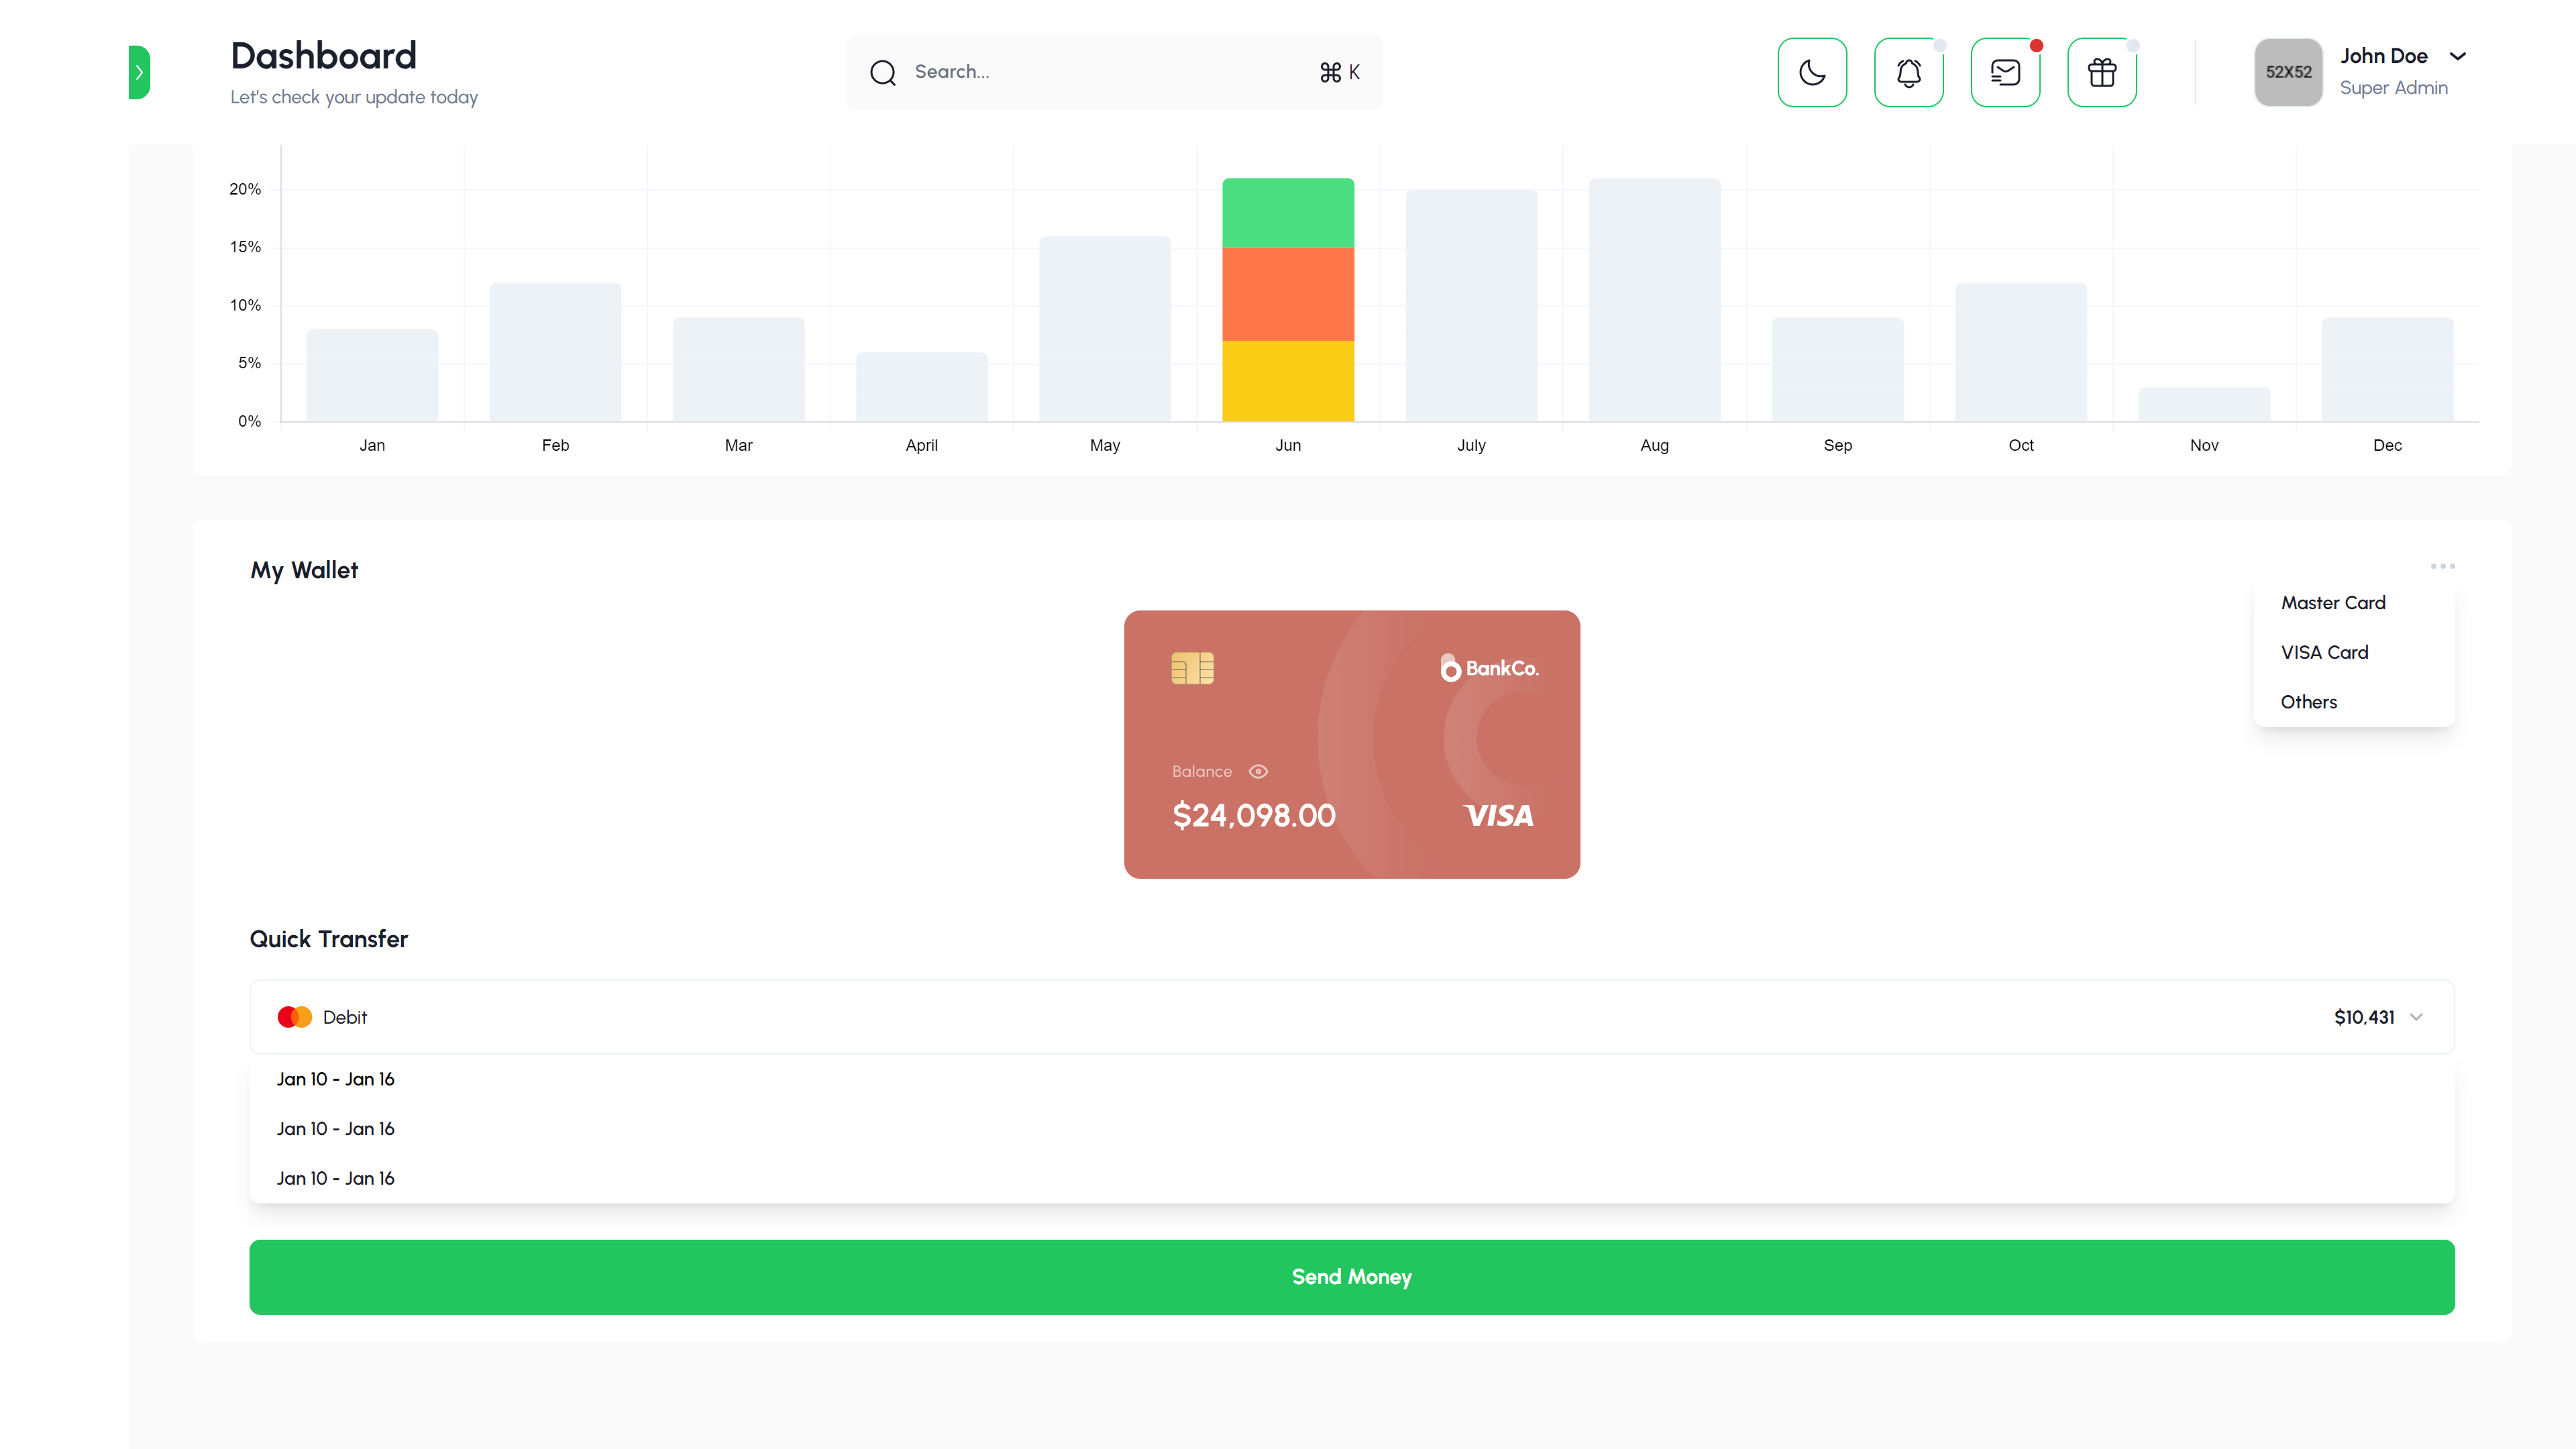 Dashboard
Let's check your update today
Search...
⌘ K
52X52
John Doe
Super Admin
20%
15%
10%
5%
0%
Jan Feb Mar April May Jun July Aug Sep Oct Nov Dec
My Wallet
Master Card
VISA Card
Others
BankCo.
Balance
$24,098.00
VISA
Quick Transfer
Debit
$10,431
Jan 10 - Jan 16
Jan 10 - Jan 16
Jan 10 - Jan 16
Send Money